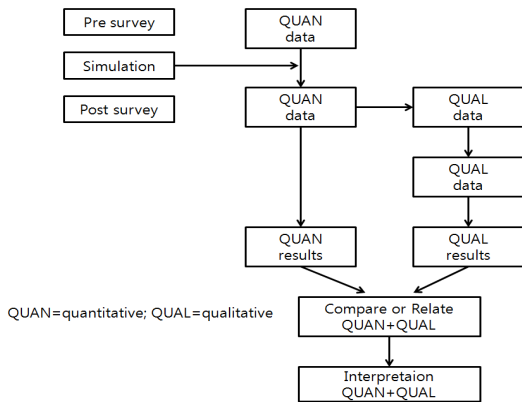 Pre survey
QUAN
data
Simulation
Post survey
QUAN
data
QUAL
data
QUAL
data
QUAN
results
QUAL
results
QUAN=quantitative; QUAL=qualitative
Compare or Relate
QUAN+QUAL
Interpretaion
QUAN+QUAL